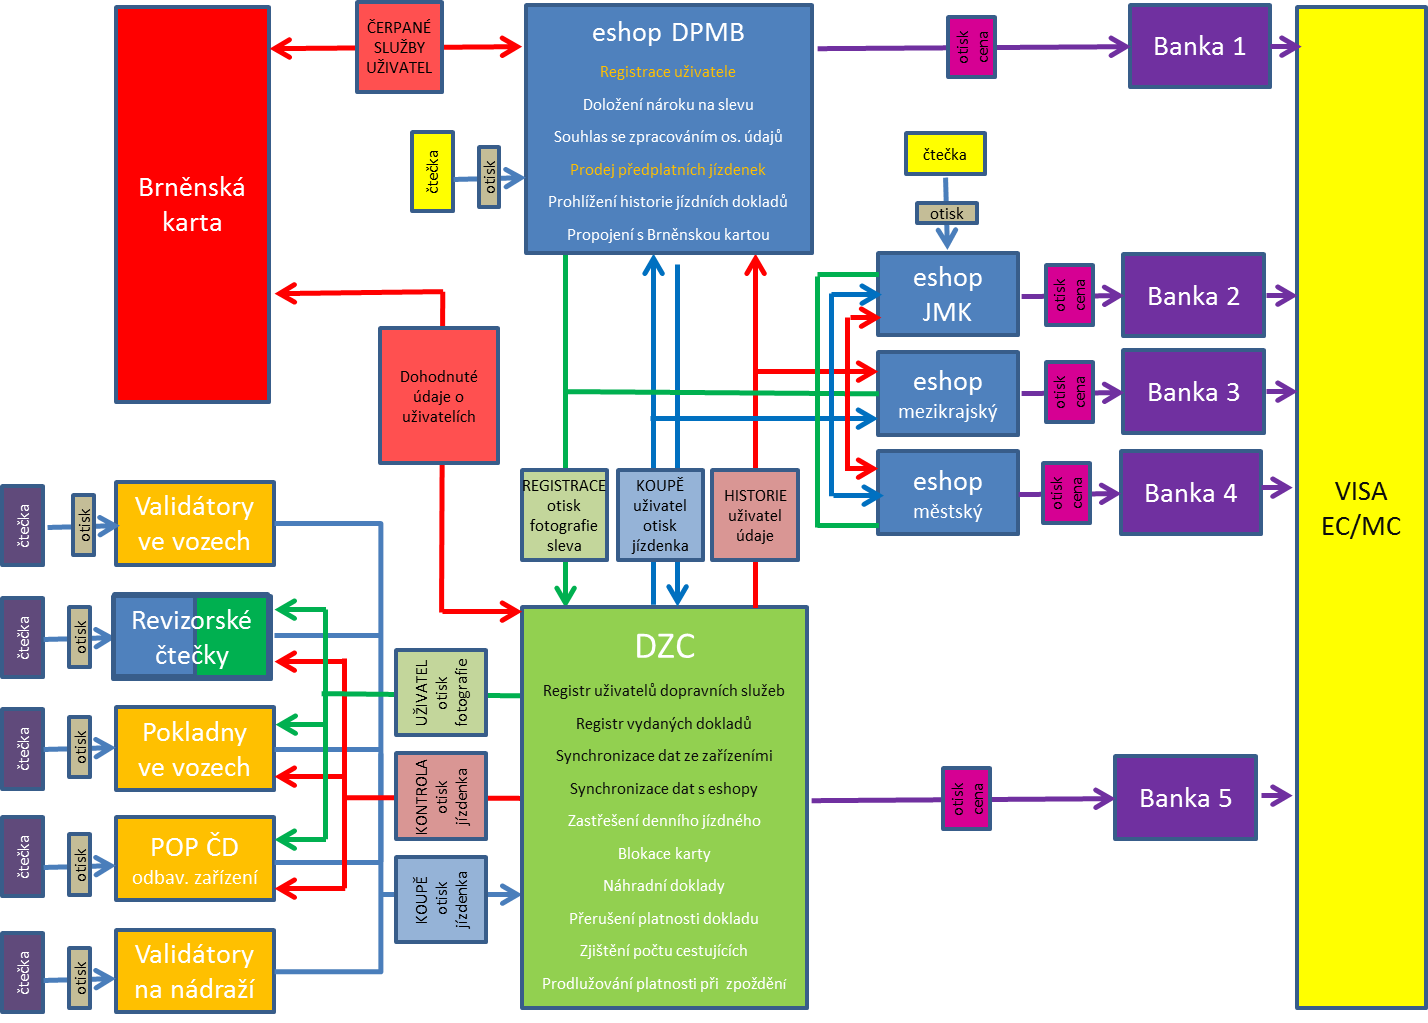 Brněnská
karta
ČERPANÉ
SLUŽBY
UŽIVATEL
eshop DPMB
Registrace uživatele
Doložení nároku na slevu
Souhlas se zpracováním os. údajů
Prodej předplatních jízdenek
Prohlížení historie jízdních dokladů
Propojení s Brněnskou kartou
čtečka
otisk
otisk
cena
Banka 1
čtečka
otisk
eshop
JMK
otisk
cena
Banka 2
eshop
mezikrajský
otisk
cena
Banka 3
eshop
městský
otisk
cena
Banka 4
VISA
EC/MC
Dohodnuté
údaje o
uživatelích
REGISTRACE
otisk
fotografie
sleva
KOUPĚ
uživatel
otisk
jízdenka
HISTORIE
uživatel
údaje
čtečka
otisk
Validátory
ve vozech
čtečka
otisk
Revizorské
čtečky
čtečka
otisk
Pokladny
ve vozech
čtečka
otisk
POP ČD
odbav. zařízení
čtečka
otisk
Validátory
na nádraží
UŽIVATEL
otisk
fotografie
KONTROLA
otisk
jízdenka
KOUPĚ
otisk
jízdenka
DZC
Registr uživatelů dopravních služeb
Registr vydaných dokladů
Synchronizace dat ze zařízeními
Synchronizace dat s eshopy
Zastřešení denního jízdného
Blokace karty
Náhradní doklady
Přerušení platnosti dokladu
Zjištění počtu cestujících
Prodlužování platnosti při zpoždění
otisk
cena
Banka 5